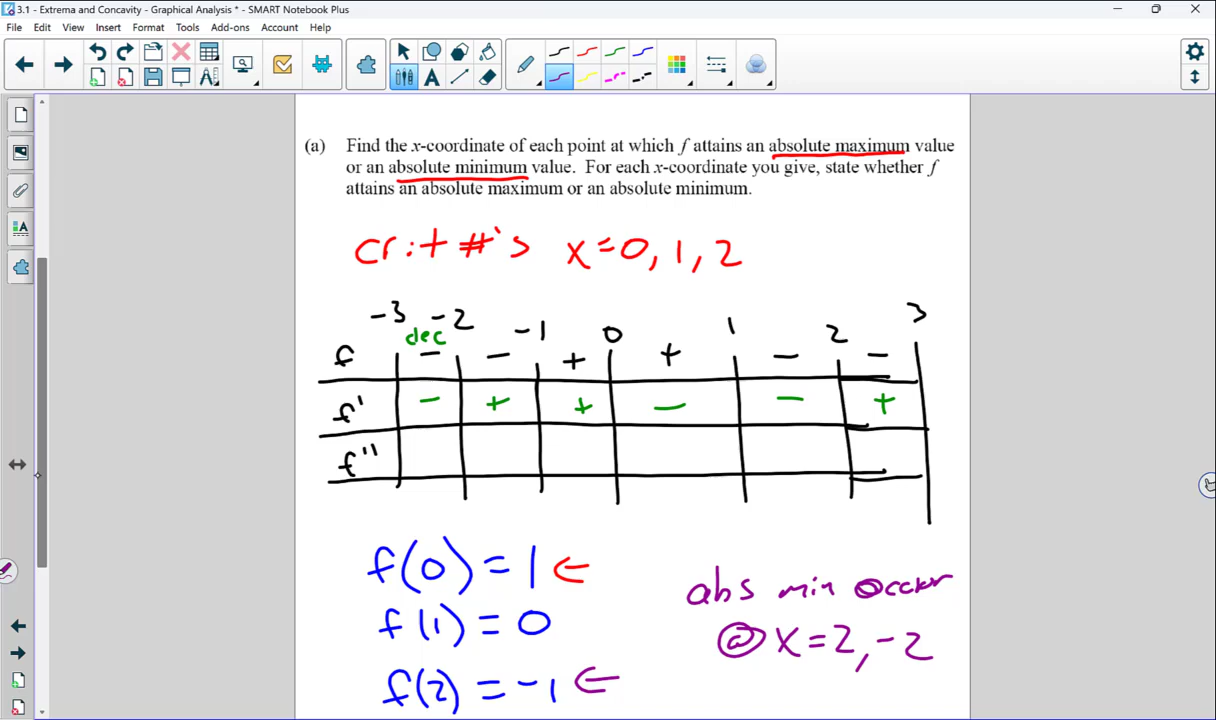 3.1 - Extrema and Concavity - Graphical Analysis * - SMART Notebook Plus
File Edit View Insert Format Tools Add-ons Account Help
(a) Find the x-coordinate of each point at which f attains an absolute maximum value
or an absolute minimum value. For each x-coordinate you give, state whether f
attains an absolute maximum or an absolute minimum.
crit #'s x=0, 1, 2
-3 -2 -1 0 1 2 3
dec
f - - + + - -
f' - + + - - +
f"
f(0) = 1 ←
f(1) = 0
f(2) = -1 ←
abs min occur
@ x=2, -2